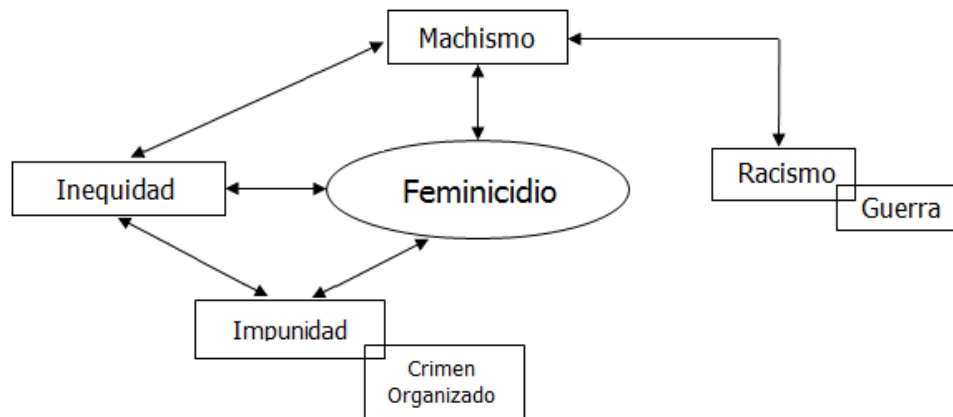 Machismo
Inequidad
Feminicidio
Racismo
Guerra
Impunidad
Crimen
Organizado